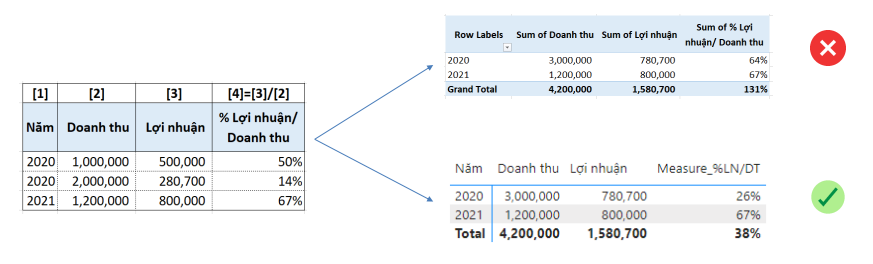 [1] [2] [3] [4]=[3]/[2]
Năm Doanh thu Lợi nhuận % Lợi nhuận/
Doanh thu
2020 1,000,000 500,000 50%
2020 2,000,000 280,700 14%
2021 1,200,000 800,000 67%
Row Labels Sum of Doanh thu Sum of Lợi nhuận Sum of % Lợi
nhuận/ Doanh thu
2020 3,000,000 780,700 64%
2021 1,200,000 800,000 67%
Grand Total 4,200,000 1,580,700 131%
Năm Doanh thu Lợi nhuận Measure_%LN/DT
2020 3,000,000 780,700 26%
2021 1,200,000 800,000 67%
Total 4,200,000 1,580,700 38%